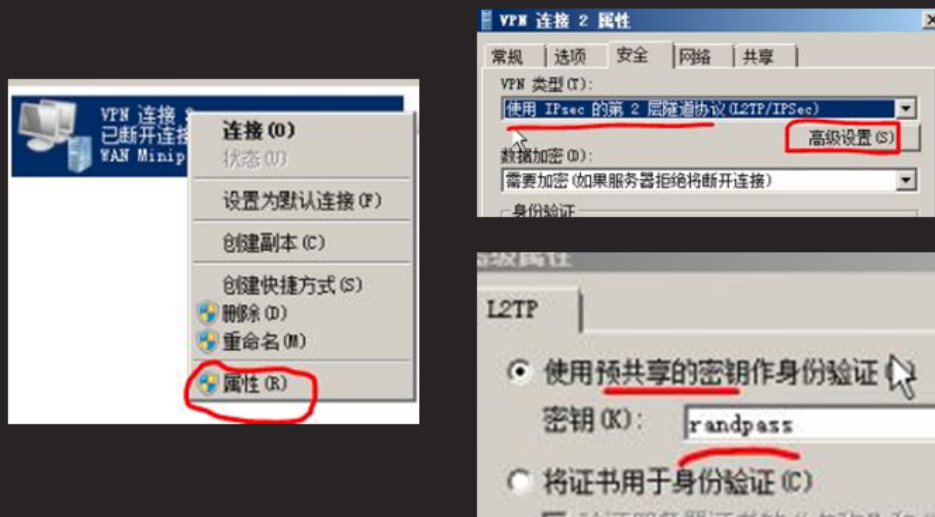 VPN 连接 2
已断开连接
WAN Minip
连接(O)
状态(U)
设置为默认连接(F)
创建副本(C)
创建快捷方式(S)
删除(D)
重命名(M)
属性(R)
VPN 连接 2 属性
常规 选项 安全 网络 共享
VPN 类型(T):
使用 IPsec 的第 2 层隧道协议(L2TP/IPSec)
高级设置(S)
数据加密(D):
需要加密(如果服务器拒绝将断开连接)
身份验证
高级属性
L2TP
使用预共享的密钥作身份验证
密钥(K): randpass
将证书用于身份验证(C)